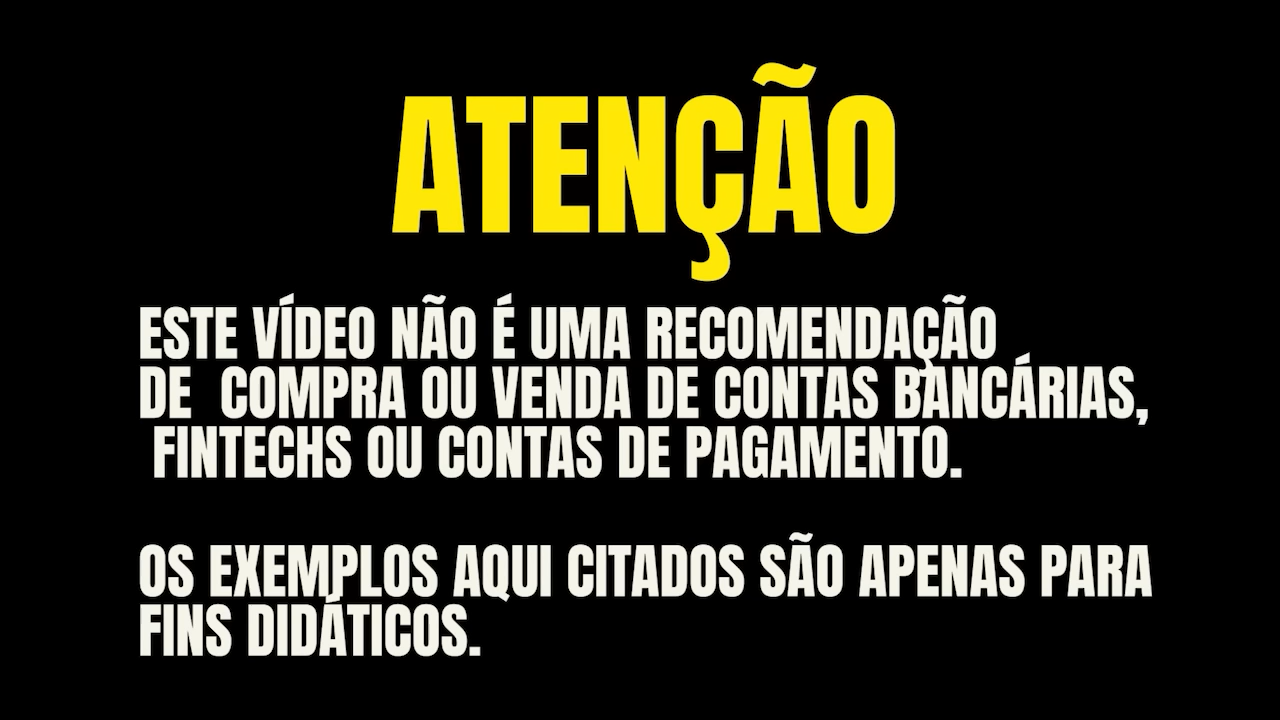 ATENÇÃO
ESTE VÍDEO NÃO É UMA RECOMENDAÇÃO
DE COMPRA OU VENDA DE CONTAS BANCÁRIAS,
FINTECHS OU CONTAS DE PAGAMENTO.
OS EXEMPLOS AQUI CITADOS SÃO APENAS PARA
FINS DIDÁTICOS.